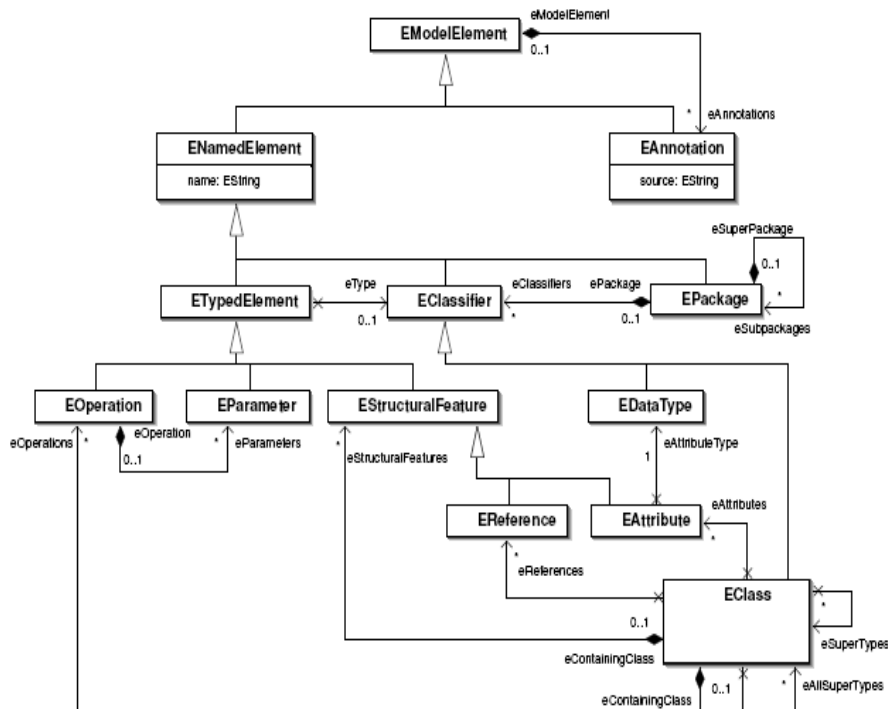 eModelElement
EModelElement
0..1
* eAnnotations
ENamedElement
name: EString
EAnnotation
source: EString
eSuperPackage
0..1
*
eSubpackages
ETypedElement
eType
0..1
EClassifier
eClassifiers
*
ePackage
0..1
EPackage
EOperation
EParameter
EStructuralFeature
EDataType
eOperations
*
eOperation
0..1
*
eParameters
*
eStructuralFeatures
1
eAttributeType
EReference
EAttribute
eAttributes
*
*
eReferences
EClass
0..1
eContainingClass
*
eSuperTypes
eContainingClass
0..1
*
eAllSuperTypes